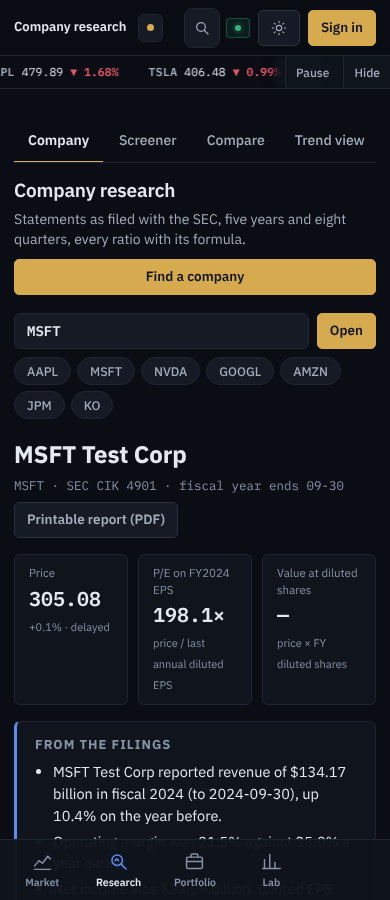 Company research
Sign in
PL 479.89 ▼ 1.68% TSLA 406.48 ▼ 0.99%
Pause
Hide
Company
Screener
Compare
Trend view
Company research
Statements as filed with the SEC, five years and eight
quarters, every ratio with its formula.
Find a company
MSFT
Open
AAPL
MSFT
NVDA
GOOGL
AMZN
JPM
KO
MSFT Test Corp
MSFT · SEC CIK 4901 · fiscal year ends 09-30
Printable report (PDF)
Price
305.08
+0.1% · delayed
P/E on FY2024
EPS
198.1×
price / last
annual diluted
EPS
Value at diluted
shares
—
price × FY
diluted shares
FROM THE FILINGS
• MSFT Test Corp reported revenue of $134.17
billion in fiscal 2024 (to 2024-09-30), up
10.4% on the year before.
• Operating margin was 21.5% against
Market
Research
Portfolio
Lab